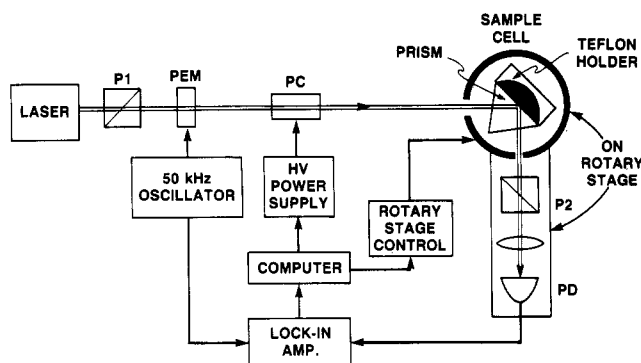 SAMPLE
CELL
TEFLON
HOLDER
PRISM
P1
PEM
PC
LASER
ON
ROTARY
STAGE
50 kHz
OSCILLATOR
HV
POWER
SUPPLY
ROTARY
STAGE
CONTROL
P2
COMPUTER
PD
LOCK-IN
AMP.